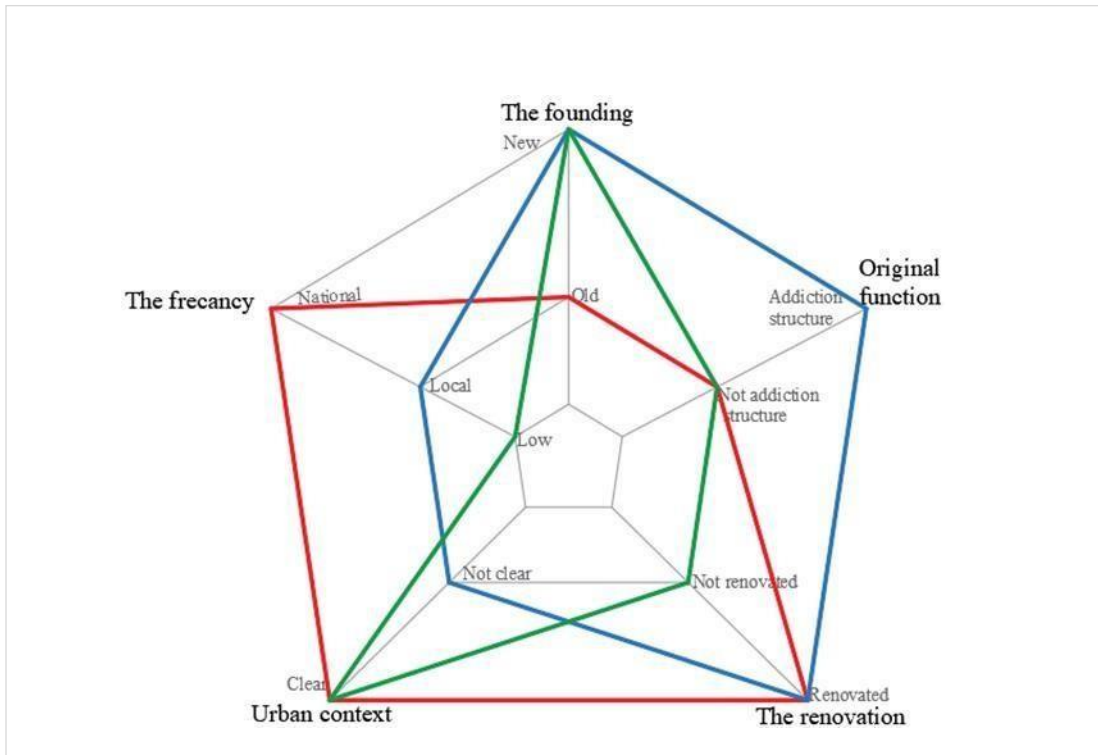 The founding
New
Original
function
The frecancy
National
Old
Addiction
structure
Local
Not addiction
structure
Low
Not clear
Not renovated
Clear
Renovated
Urban context
The renovation